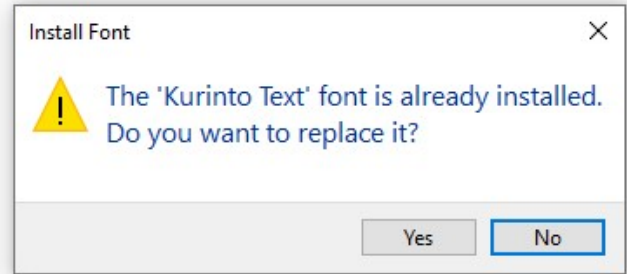 Install Font
The 'Kurinto Text' font is already installed.
Do you want to replace it?
Yes
No